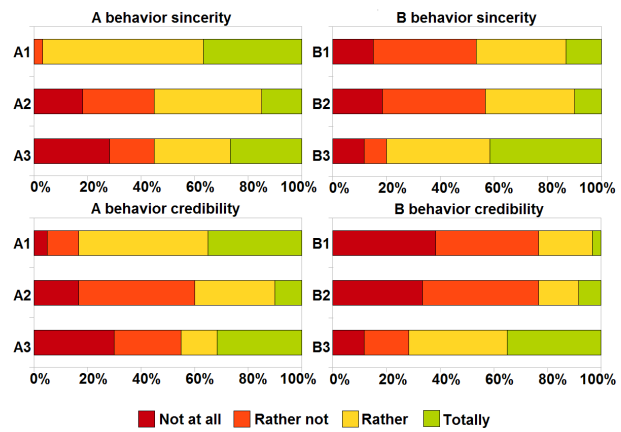 A behavior sincerity
A1
A2
A3
0% 20% 40% 60% 80% 100%
B behavior sincerity
B1
B2
B3
0% 20% 40% 60% 80% 100%
A behavior credibility
A1
A2
A3
0% 20% 40% 60% 80% 100%
B behavior credibility
B1
B2
B3
0% 20% 40% 60% 80% 100%
Not at all Rather not Rather Totally